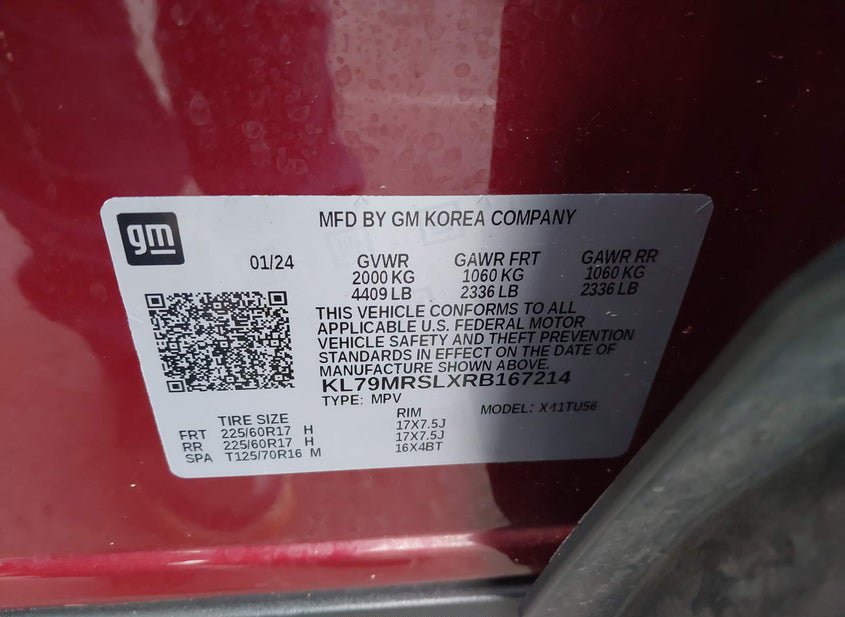 gm
MFD BY GM KOREA COMPANY
01/24 GVWR GAWR FRT GAWR RR
2000 KG 1060 KG 1060 KG
4409 LB 2336 LB 2336 LB
THIS VEHICLE CONFORMS TO ALL
APPLICABLE U.S. FEDERAL MOTOR
VEHICLE SAFETY AND THEFT PREVENTION
STANDARDS IN EFFECT ON THE DATE OF
MANUFACTURE SHOWN ABOVE.
KL79MRSLXRB167214
TYPE: MPV MODEL: X41TU56
TIRE SIZE RIM
FRT 225/60R17 H 17X7.5J
RR 225/60R17 H 17X7.5J
SPA T125/70R16 M 16X4BT